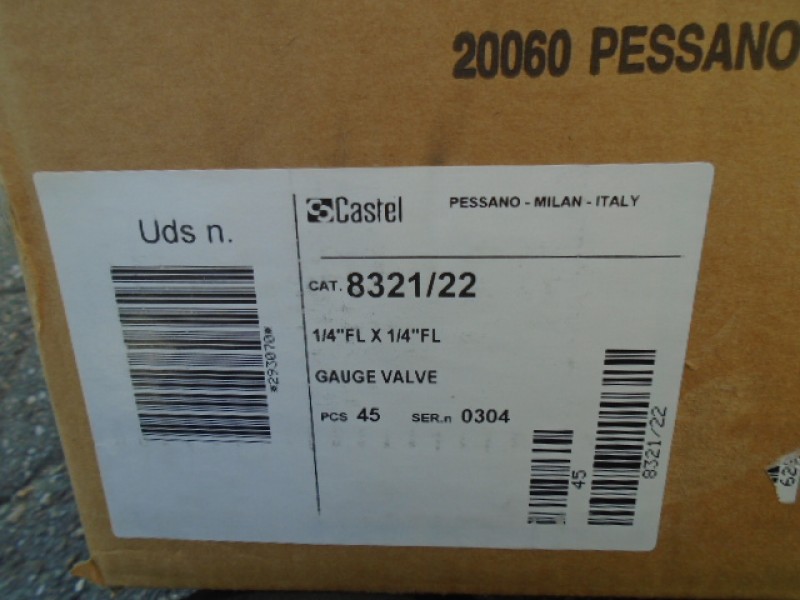 20060 PESSANO
Uds n.
*293070*
Castel
PESSANO - MILAN - ITALY
CAT. 8321/22
1/4"FL X 1/4"FL
GAUGE VALVE
PCS 45 SER.n 0304
45
8321/22